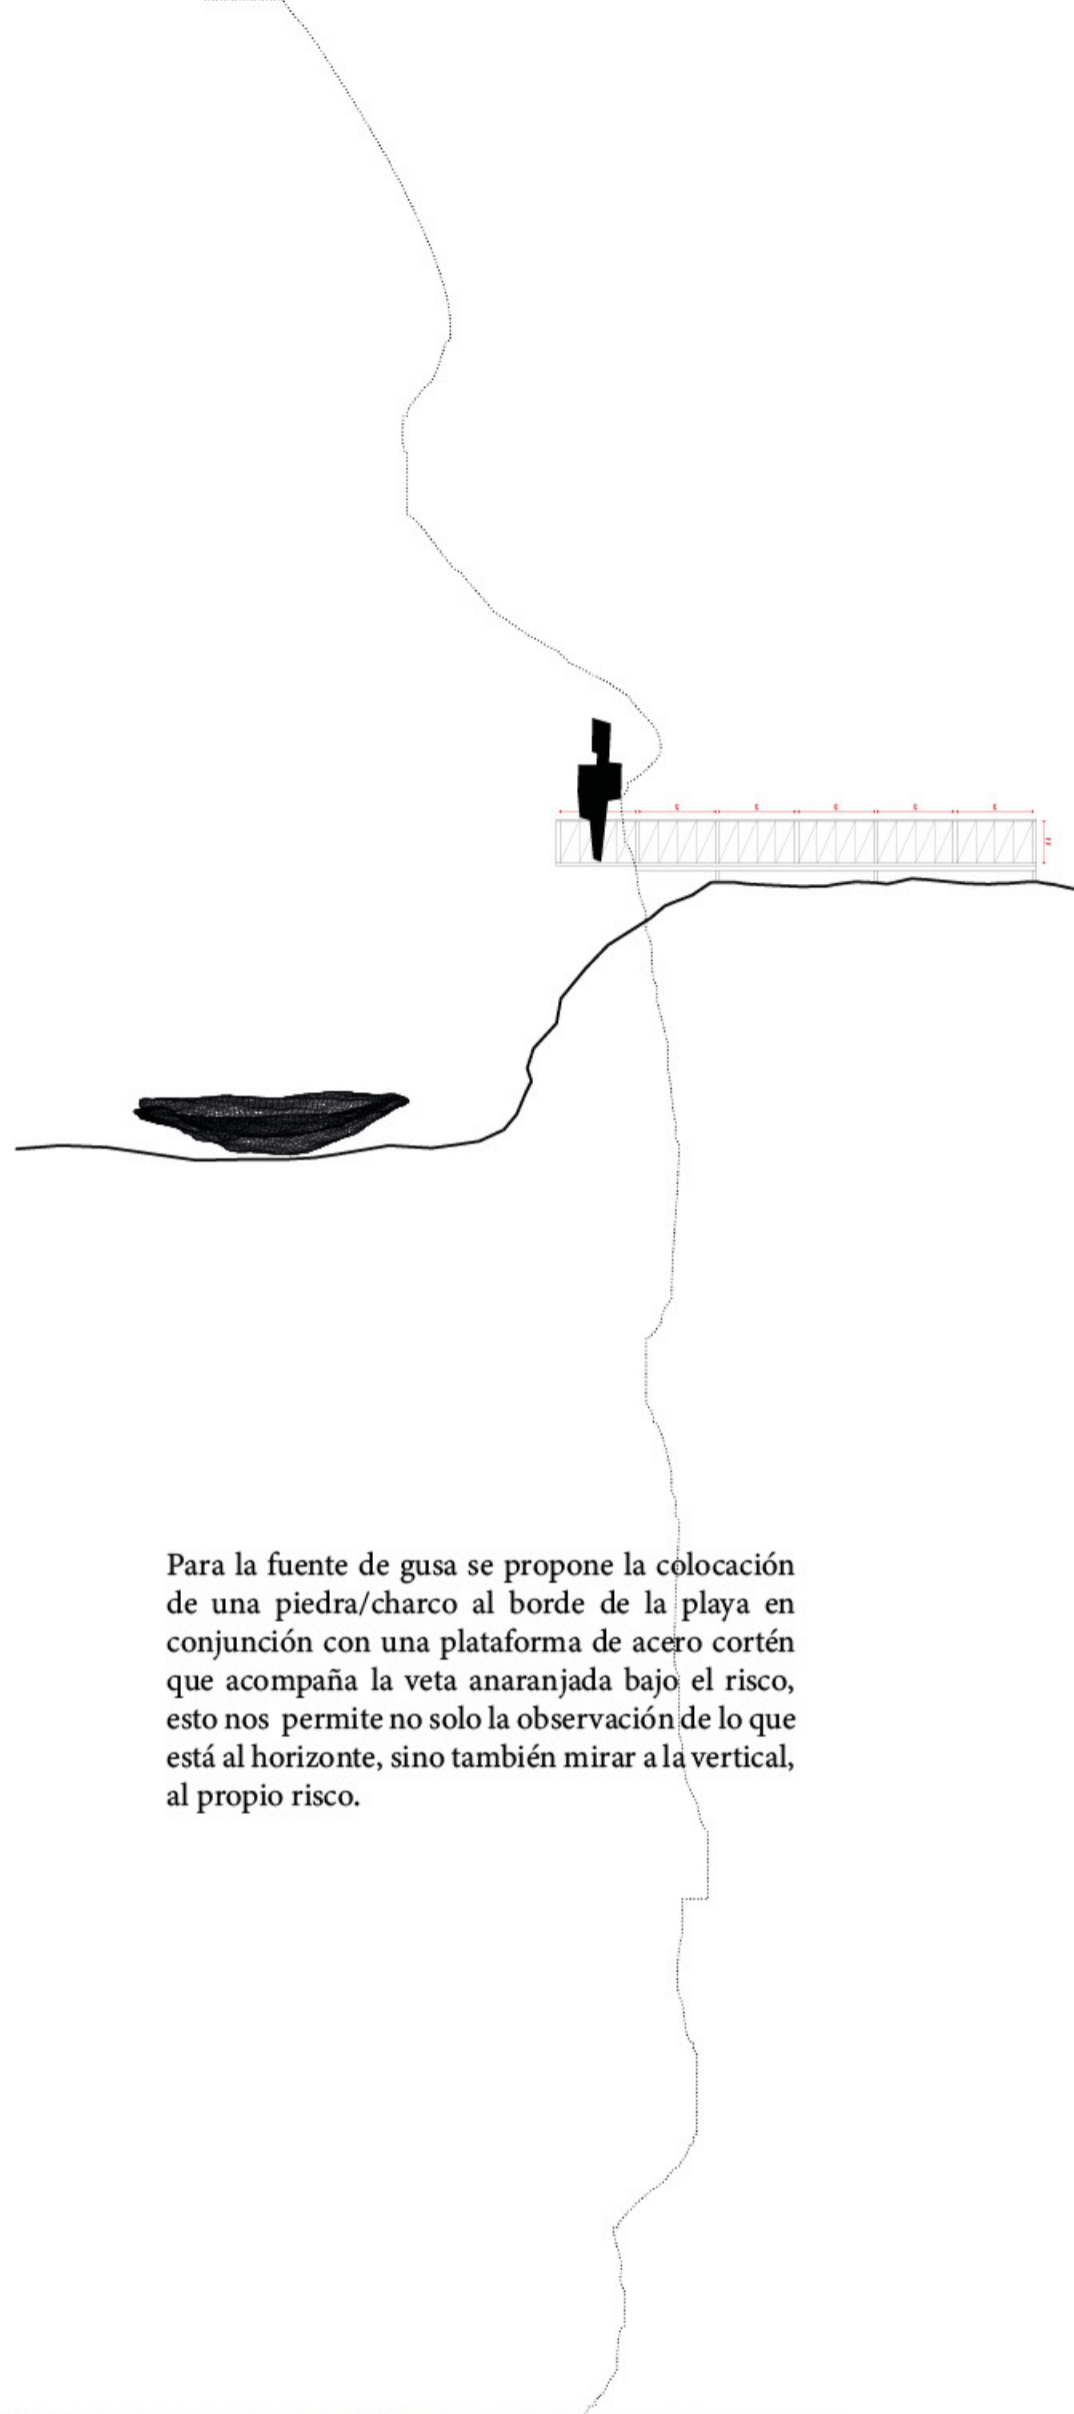 Para la fuente de gusa se propone la colocación
de una piedra/charco al borde de la playa en
conjunción con una plataforma de acero cortén
que acompaña la veta anaranjada bajo el risco,
esto nos permite no solo la observación de lo que
está al horizonte, sino también mirar a la vertical,
al propio risco.